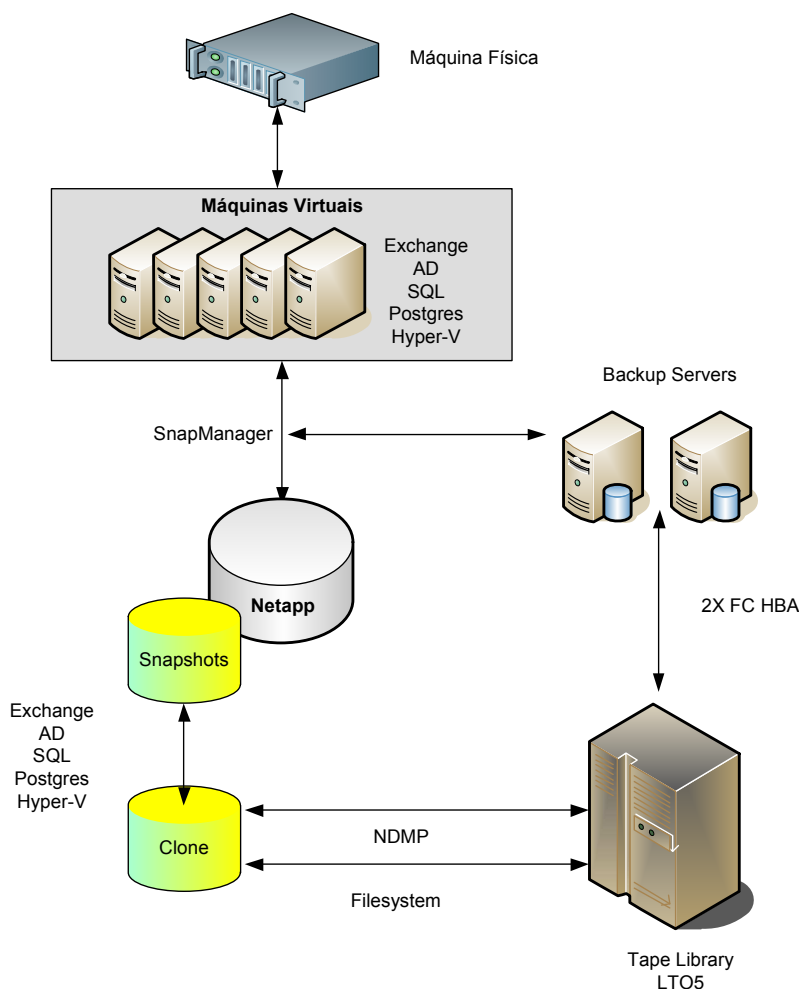 Máquina Física
Máquinas Virtuais
Exchange
AD
SQL
Postgres
Hyper-V
Backup Servers
SnapManager
Netapp
2X FC HBA
Snapshots
Exchange
AD
SQL
Postgres
Hyper-V
Clone
NDMP
Filesystem
Tape Library
LTO5